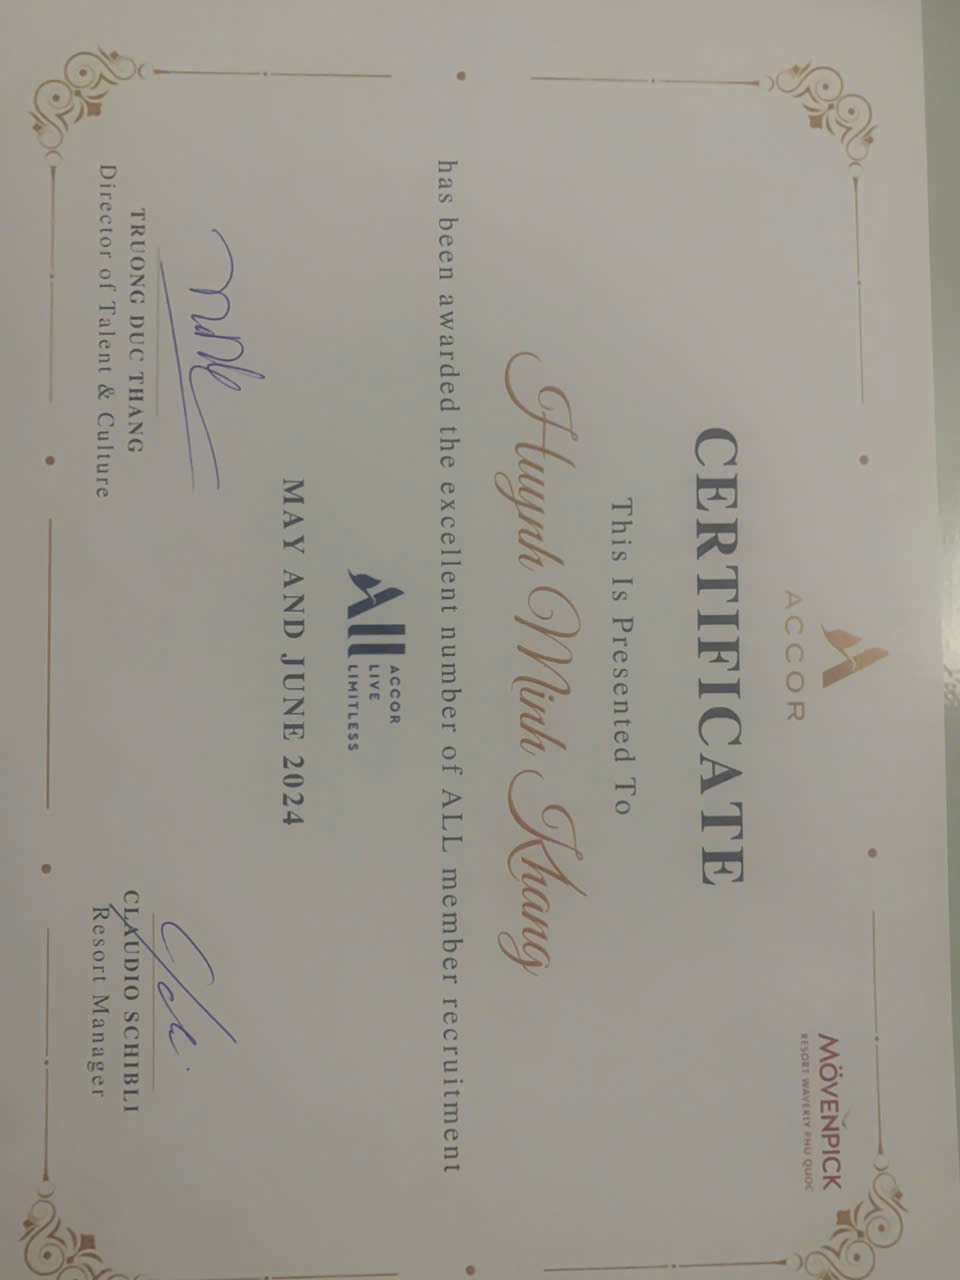 ACCOR
MÖVENPICK
RESORT WAVERLY PHU QUOC
CERTIFICATE
This Is Presented To
Huynh Minh Khang
has been awarded the excellent number of ALL member recruitment
ALL
ACCOR
LIVE
LIMITLESS
MAY AND JUNE 2024
TRUONG DUC THANG
Director of Talent & Culture
CLAUDIO SCHIBLI
Resort Manager